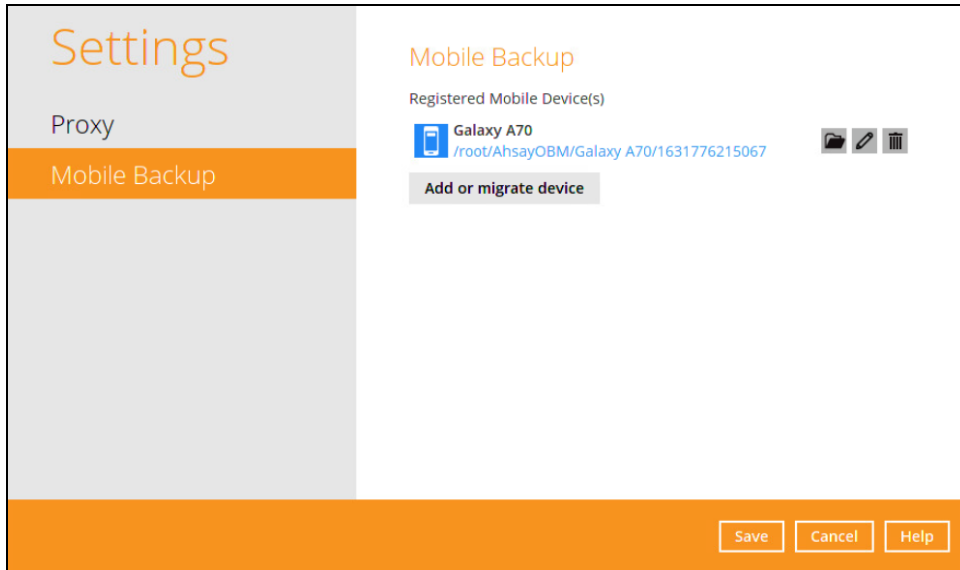 Settings
Proxy
Mobile Backup
Mobile Backup
Registered Mobile Device(s)
Galaxy A70
/root/AhsayOBM/Galaxy A70/1631776215067
Add or migrate device
Save
Cancel
Help